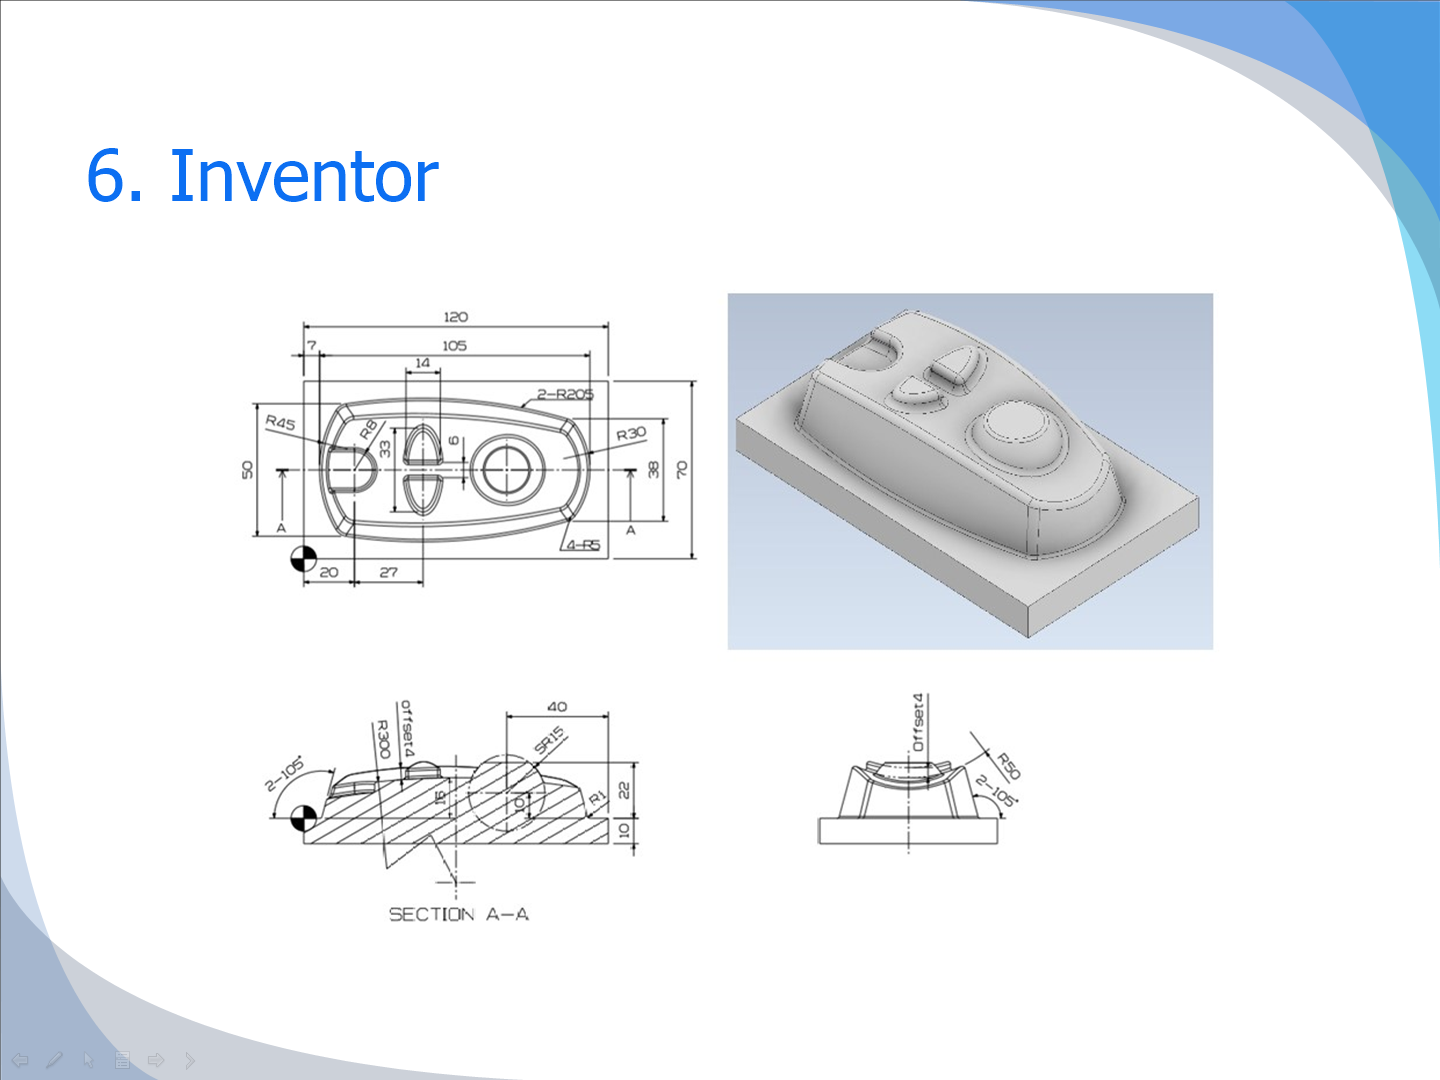 6. Inventor
120
7
105
14
2-R205
R45
R8
33
6
R30
50
38
70
A
A
4-R5
20
27
offset4
R300
40
SR15
2-105°
16
10
R1
22
10
SECTION A-A
Offset4
R50
2-105°